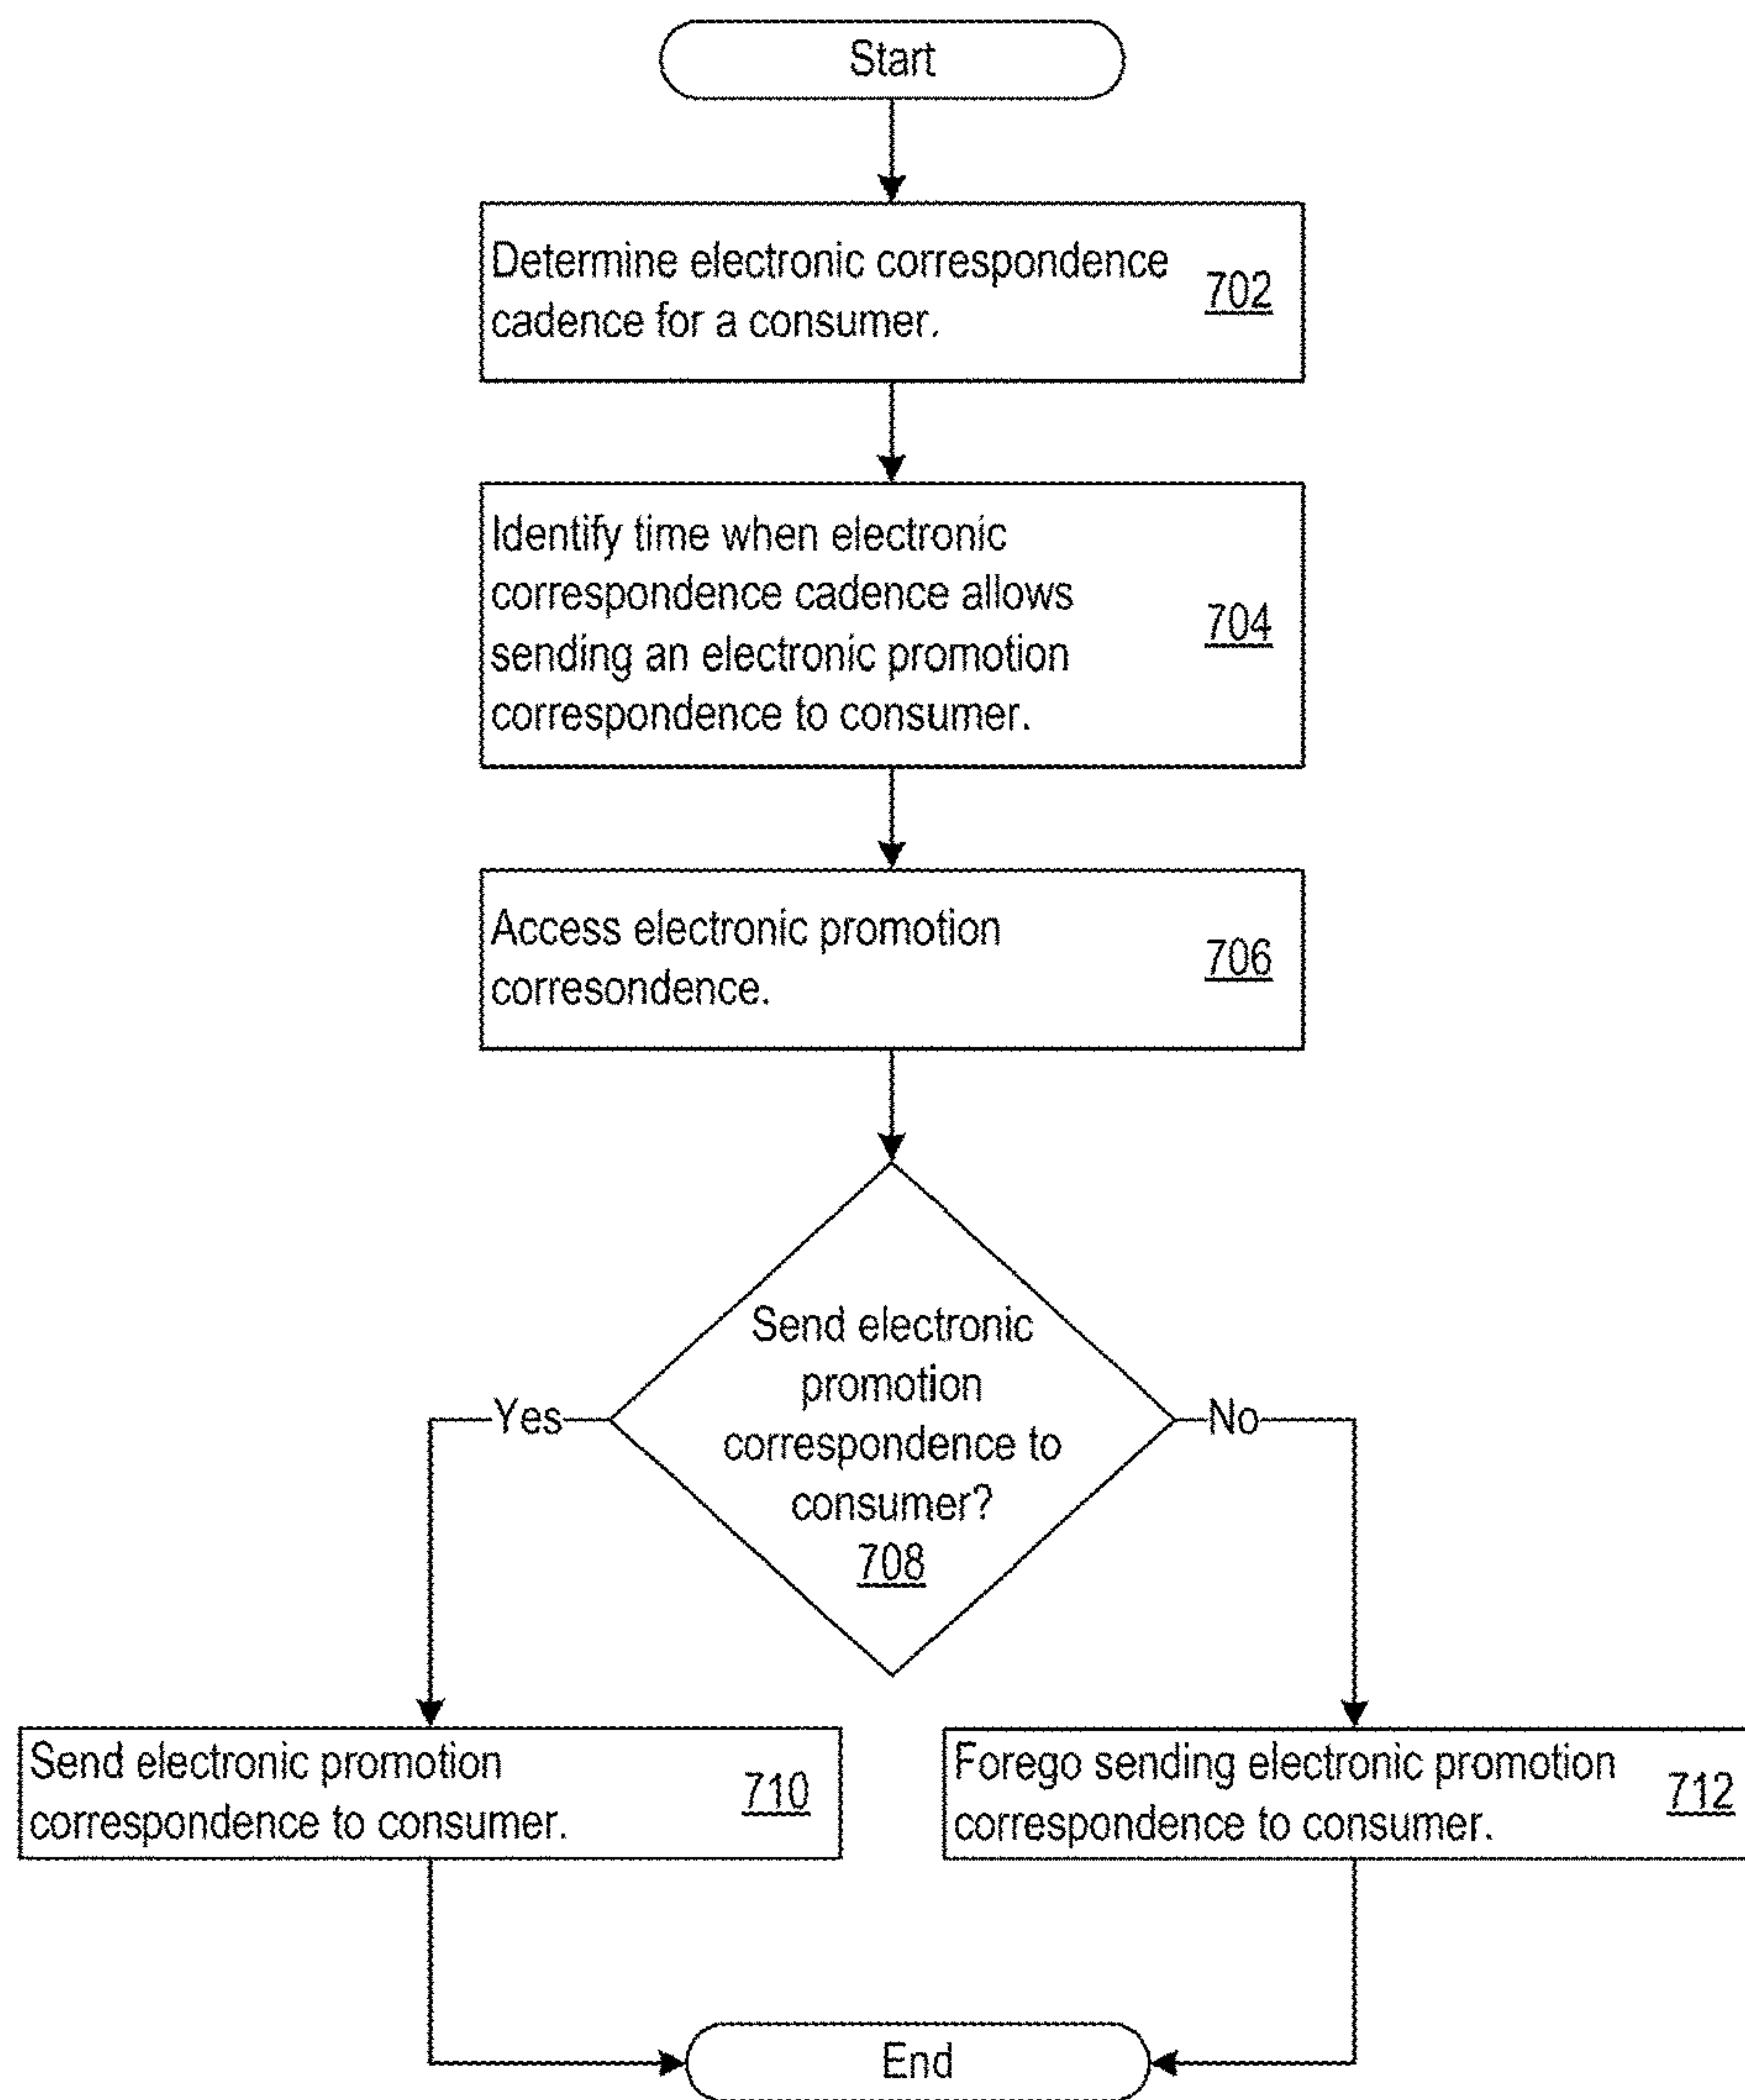 Start
Determine electronic correspondence
cadence for a consumer.
702
Identify time when electronic
correspondence cadence allows
sending an electronic promotion
correspondence to consumer.
704
Access electronic promotion
corresondence.
706
Send electronic
promotion
correspondence to
consumer?
708
Yes
No
Send electronic promotion
correspondence to consumer.
710
Forego sending electronic promotion
correspondence to consumer.
712
End